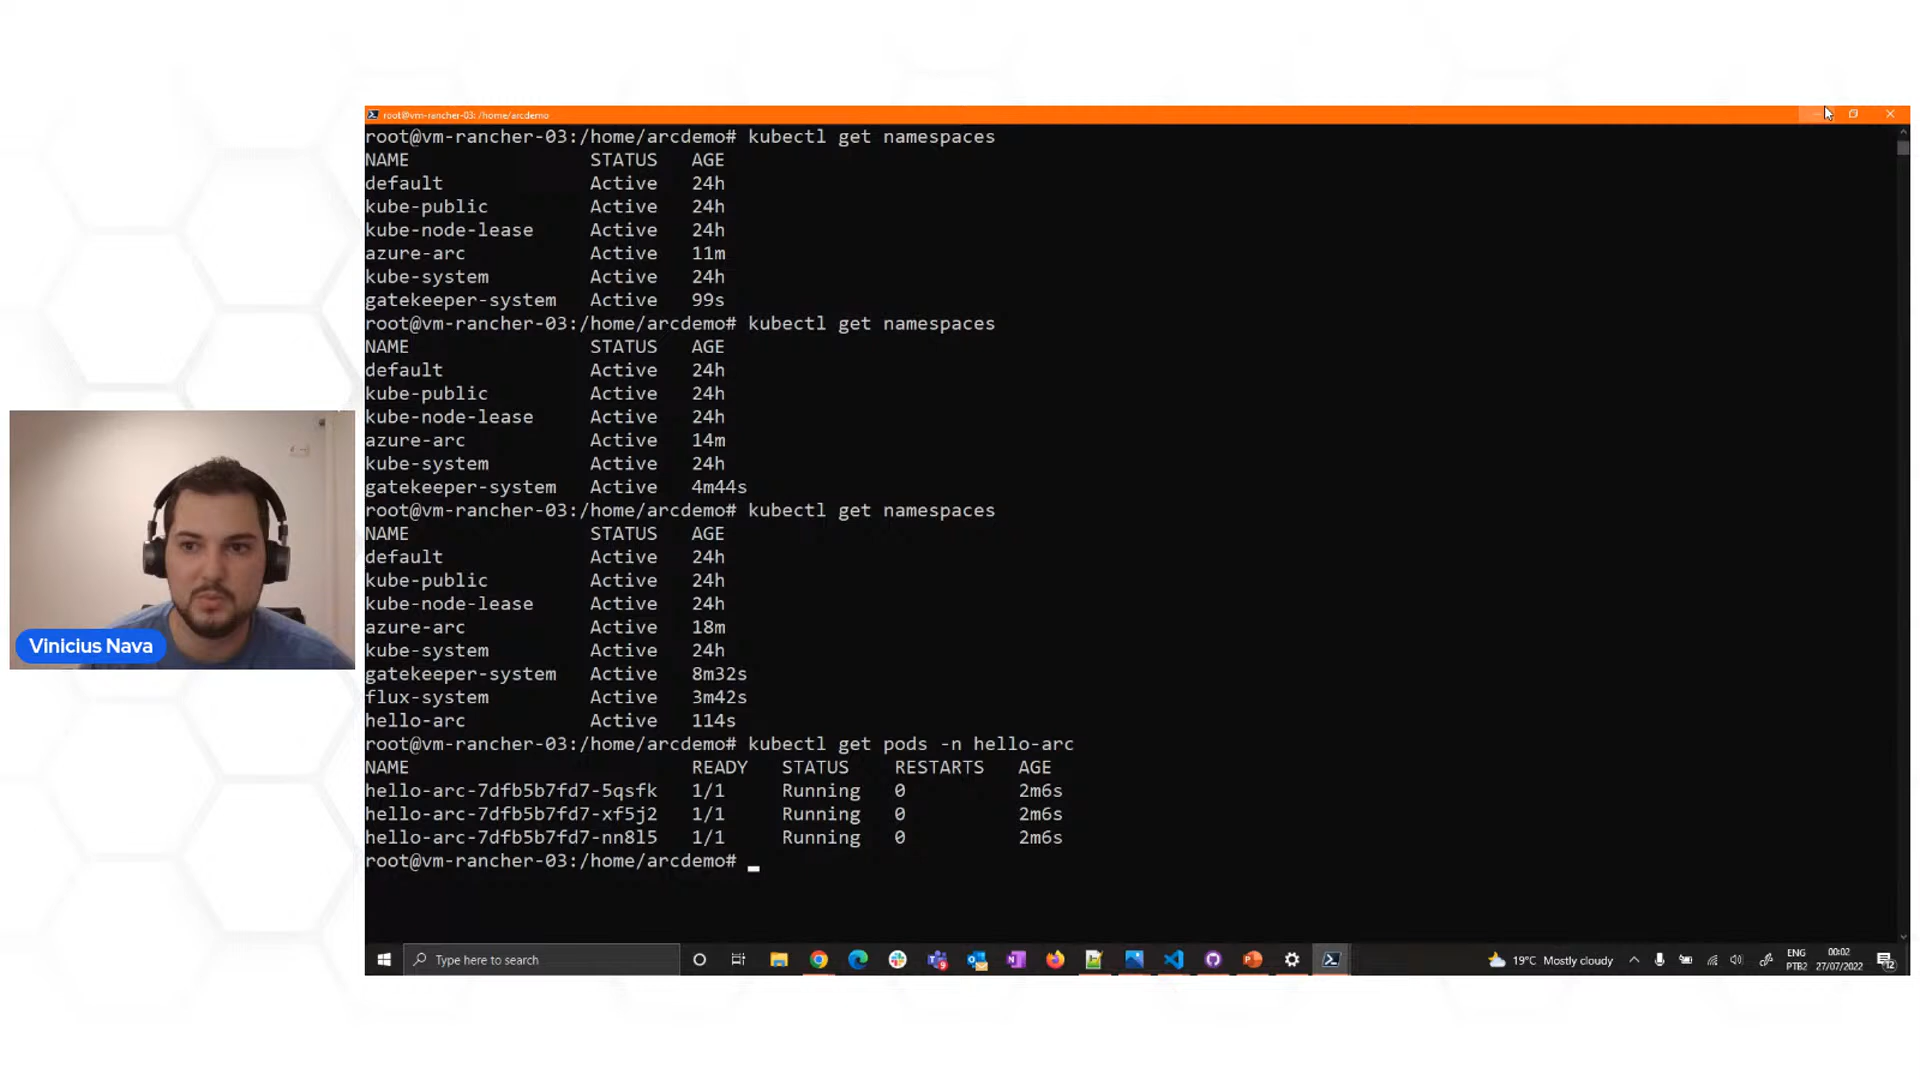 root@vm-rancher-03: /home/arcdemo
root@vm-rancher-03:/home/arcdemo# kubectl get namespaces
NAME STATUS AGE
default Active 24h
kube-public Active 24h
kube-node-lease Active 24h
azure-arc Active 11m
kube-system Active 24h
gatekeeper-system Active 99s
root@vm-rancher-03:/home/arcdemo# kubectl get namespaces
NAME STATUS AGE
default Active 24h
kube-public Active 24h
kube-node-lease Active 24h
azure-arc Active 14m
kube-system Active 24h
gatekeeper-system Active 4m44s
root@vm-rancher-03:/home/arcdemo# kubectl get namespaces
NAME STATUS AGE
default Active 24h
kube-public Active 24h
kube-node-lease Active 24h
azure-arc Active 18m
kube-system Active 24h
gatekeeper-system Active 8m32s
flux-system Active 3m42s
hello-arc Active 114s
root@vm-rancher-03:/home/arcdemo# kubectl get pods -n hello-arc
NAME READY STATUS RESTARTS AGE
hello-arc-7dfb5b7fd7-5qsfk 1/1 Running 0 2m6s
hello-arc-7dfb5b7fd7-xf5j2 1/1 Running 0 2m6s
hello-arc-7dfb5b7fd7-nn8l5 1/1 Running 0 2m6s
root@vm-rancher-03:/home/arcdemo#
Vinicius Nava
Type here to search
19°C Mostly cloudy
ENG
PTB2
00:02
27/07/2022
12